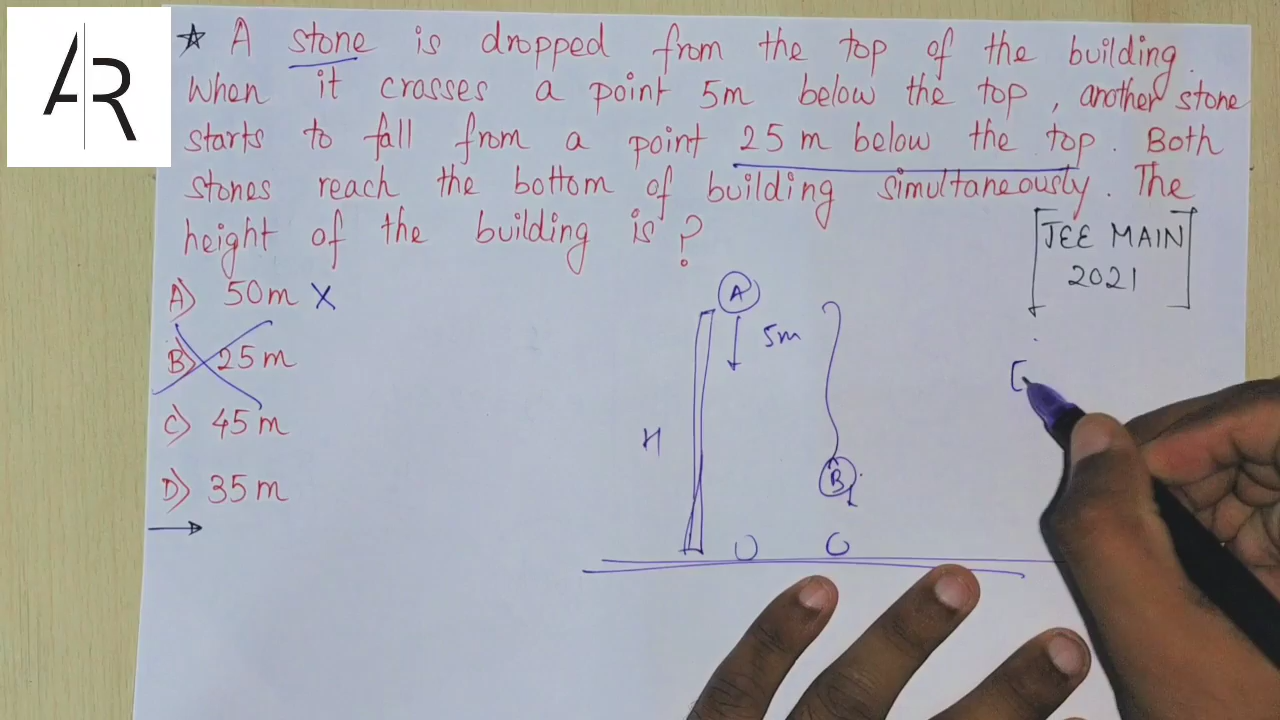 AR
☆ A stone is dropped from the top of the building.
When it crosses a point 5m below the top, another stone
starts to fall from a point 25 m below the top. Both
stones reach the bottom of building simultaneously. The
height of the building is ?
[JEE MAIN
2021]
A) 50m X
B) 25m
C) 45m
D) 35m
A
5m
H
B